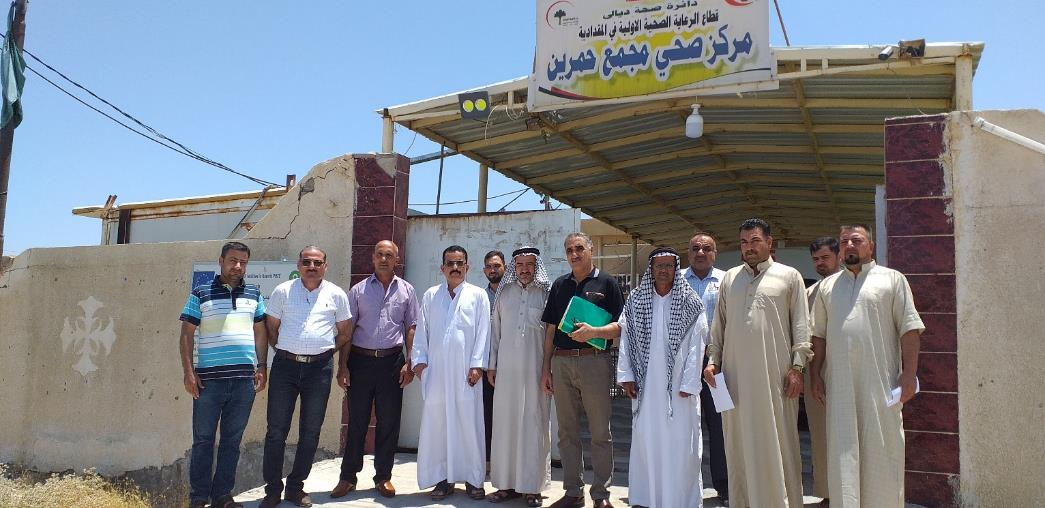 دائرة صحة ديالى
قطاع الرعاية الصحية الاولية في المقدادية
مركز صحي مجمع حمرين